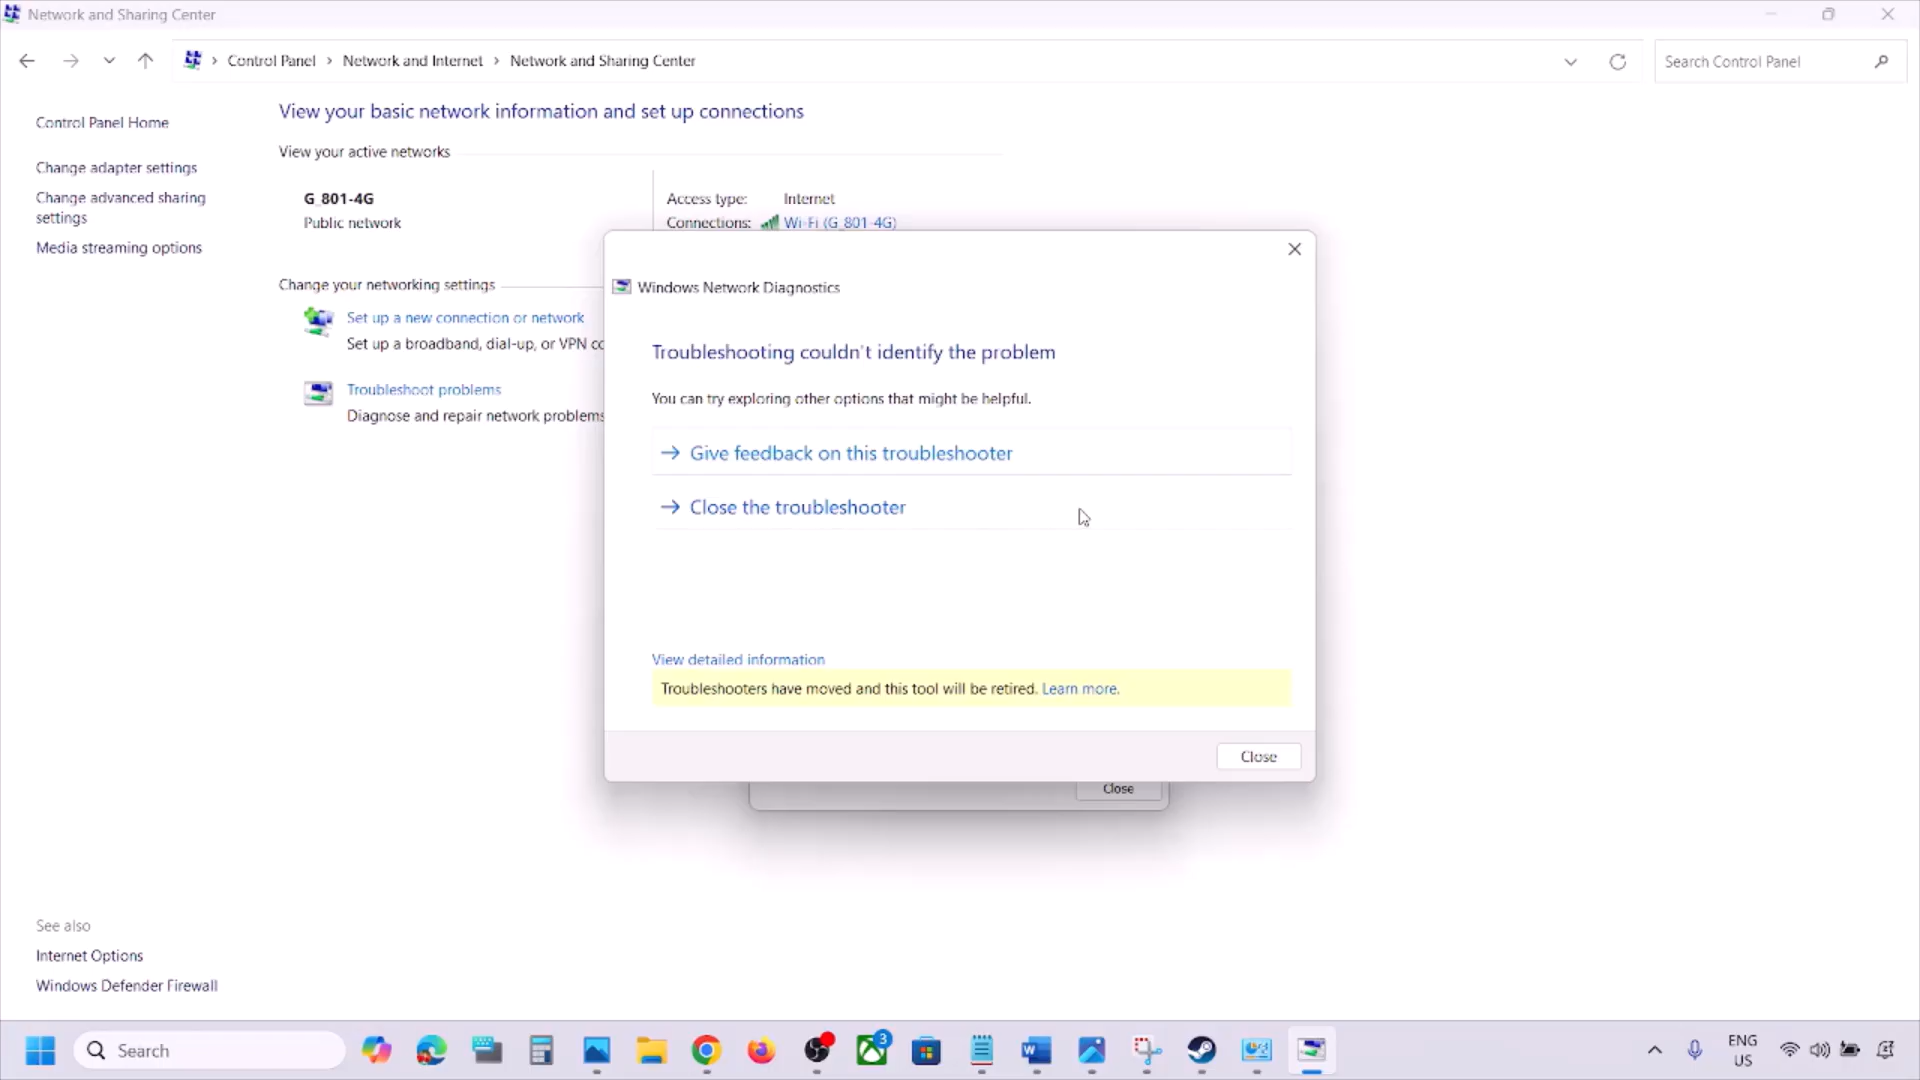 Network and Sharing Center
Control Panel > Network and Internet > Network and Sharing Center
Search Control Panel
Control Panel Home
Change adapter settings
Change advanced sharing
settings
Media streaming options
View your basic network information and set up connections
View your active networks
G_801-4G
Public network
Access type: Internet
Connections: Wi-Fi (G_801-4G)
Change your networking settings
Set up a new connection or network
Set up a broadband, dial-up, or VPN co
Troubleshoot problems
Diagnose and repair network problems
Windows Network Diagnostics
Troubleshooting couldn't identify the problem
You can try exploring other options that might be helpful.
Give feedback on this troubleshooter
Close the troubleshooter
View detailed information
Troubleshooters have moved and this tool will be retired. Learn more.
Close
Close
See also
Internet Options
Windows Defender Firewall
Search
3
ENG
US